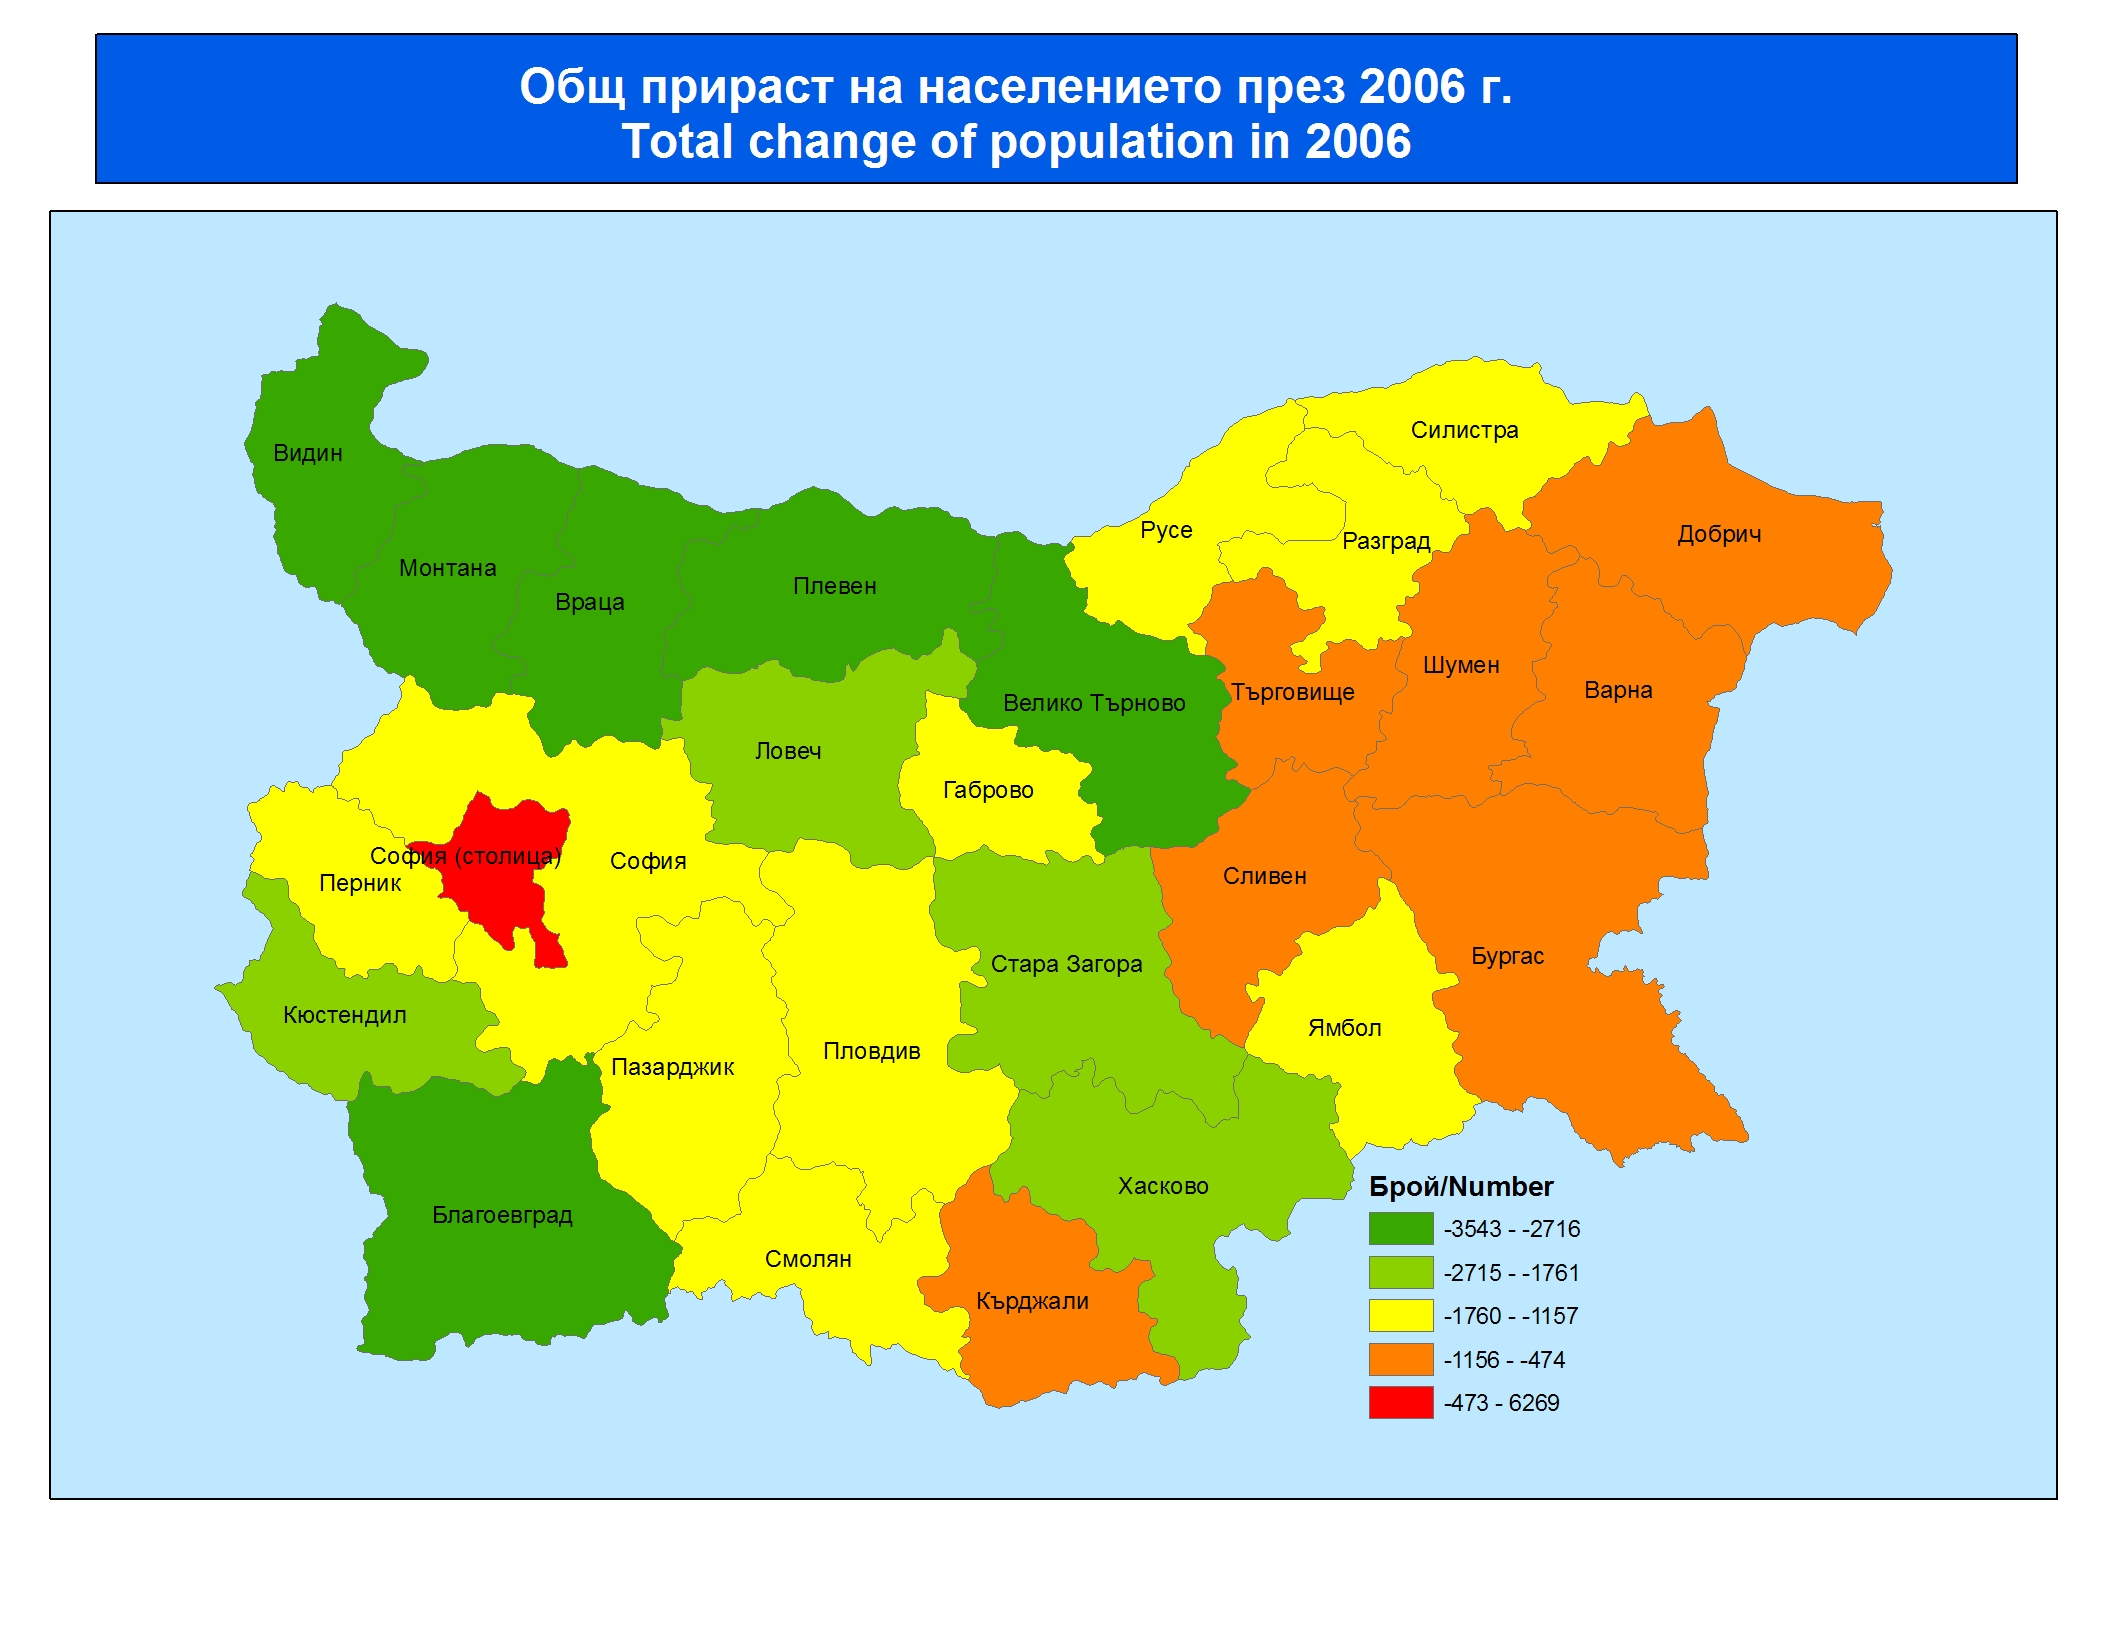 Общ прираст на населението през 2006 г.
Total change of population in 2006
Видин
Силистра
Русе
Добрич
Разград
Монтана
Плевен
Враца
Шумен
Търговище
Варна
Велико Търново
Ловеч
Габрово
София (столица)
София
Сливен
Перник
Бургас
Стара Загора
Кюстендил
Ямбол
Пловдив
Пазарджик
Хасково
Благоевград
Смолян
Кърджали
Брой/Number
-3543 - -2716
-2715 - -1761
-1760 - -1157
-1156 - -474
-473 - 6269